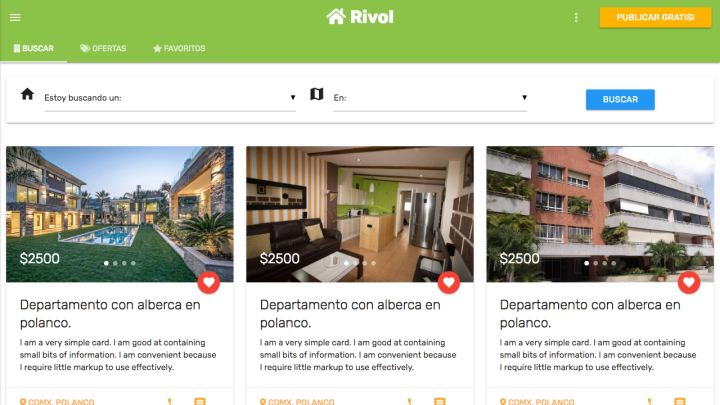 Rivol
PUBLICAR GRATIS!
BUSCAR
OFERTAS
FAVORITOS
Estoy buscando un:
En:
BUSCAR
$2500
Departamento con alberca en
polanco.
I am a very simple card. I am good at containing
small bits of information. I am convenient because
I require little markup to use effectively.
CDMX, POLANCO
$2500
Departamento con alberca en
polanco.
I am a very simple card. I am good at containing
small bits of information. I am convenient because
I require little markup to use effectively.
CDMX, POLANCO
$2500
Departamento con alberca en
polanco.
I am a very simple card. I am good at containing
small bits of information. I am convenient because
I require little markup to use effectively.
CDMX, POLANCO